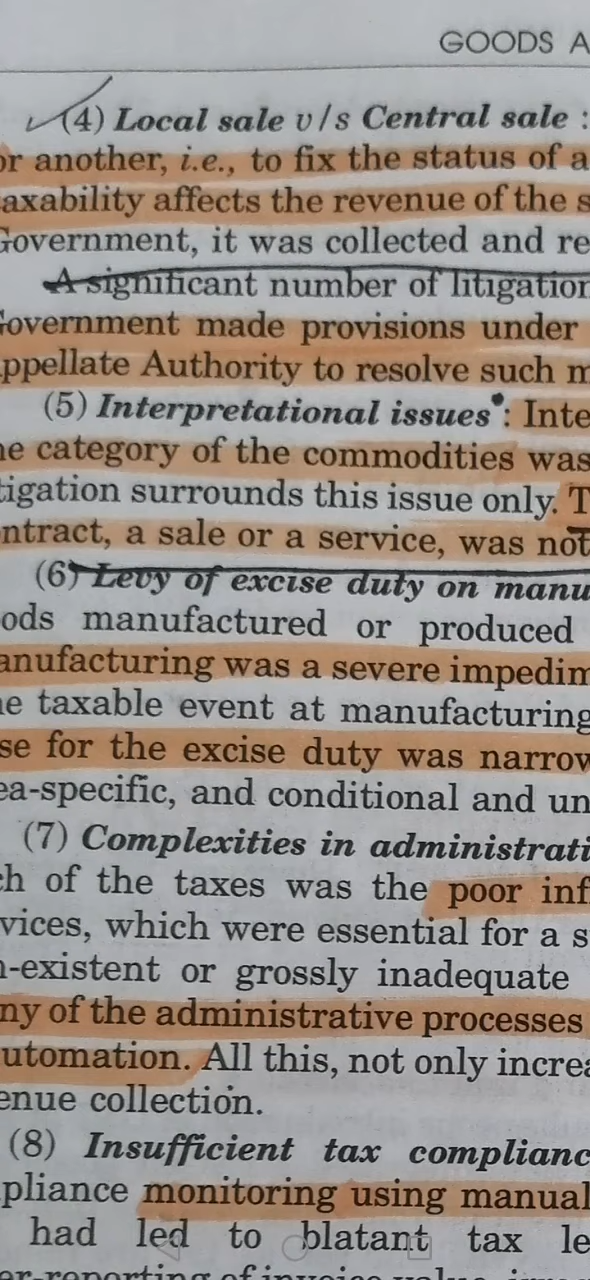 GOODS A
(4) Local sale v/s Central sale :
or another, i.e., to fix the status of a
axability affects the revenue of the s
Government, it was collected and re
A significant number of litigation
Government made provisions under
ppellate Authority to resolve such m
(5) Interpretational issues : Inte
ne category of the commodities was
tigation surrounds this issue only. T
ntract, a sale or a service, was not
(6) Levy of excise duty on manu
ods manufactured or produced
anufacturing was a severe impedim
ne taxable event at manufacturing
se for the excise duty was narrow
ea-specific, and conditional and un
(7) Complexities in administrati
ch of the taxes was the poor inf
vices, which were essential for a s
n-existent or grossly inadequate
ny of the administrative processes
utomation. All this, not only increa
enue collection.
(8) Insufficient tax complianc
pliance monitoring using manual
had led to blatant tax le